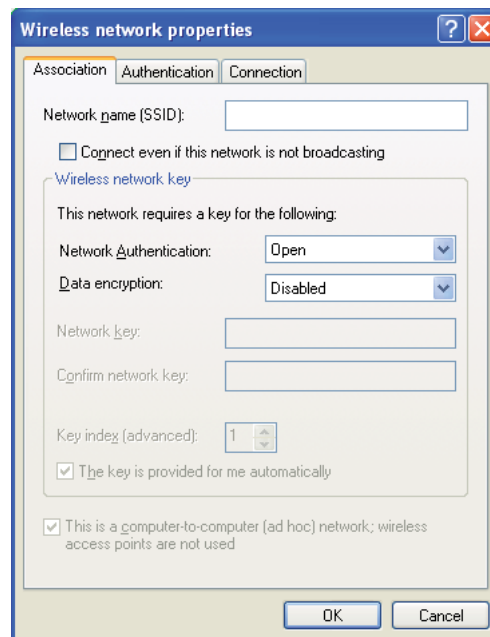 Wireless network properties
Association Authentication Connection
Network name (SSID):
Connect even if this network is not broadcasting
Wireless network key
This network requires a key for the following:
Network Authentication: Open
Data encryption: Disabled
Network key:
Confirm network key:
Key index (advanced): 1
The key is provided for me automatically
This is a computer-to-computer (ad hoc) network; wireless
access points are not used
OK Cancel